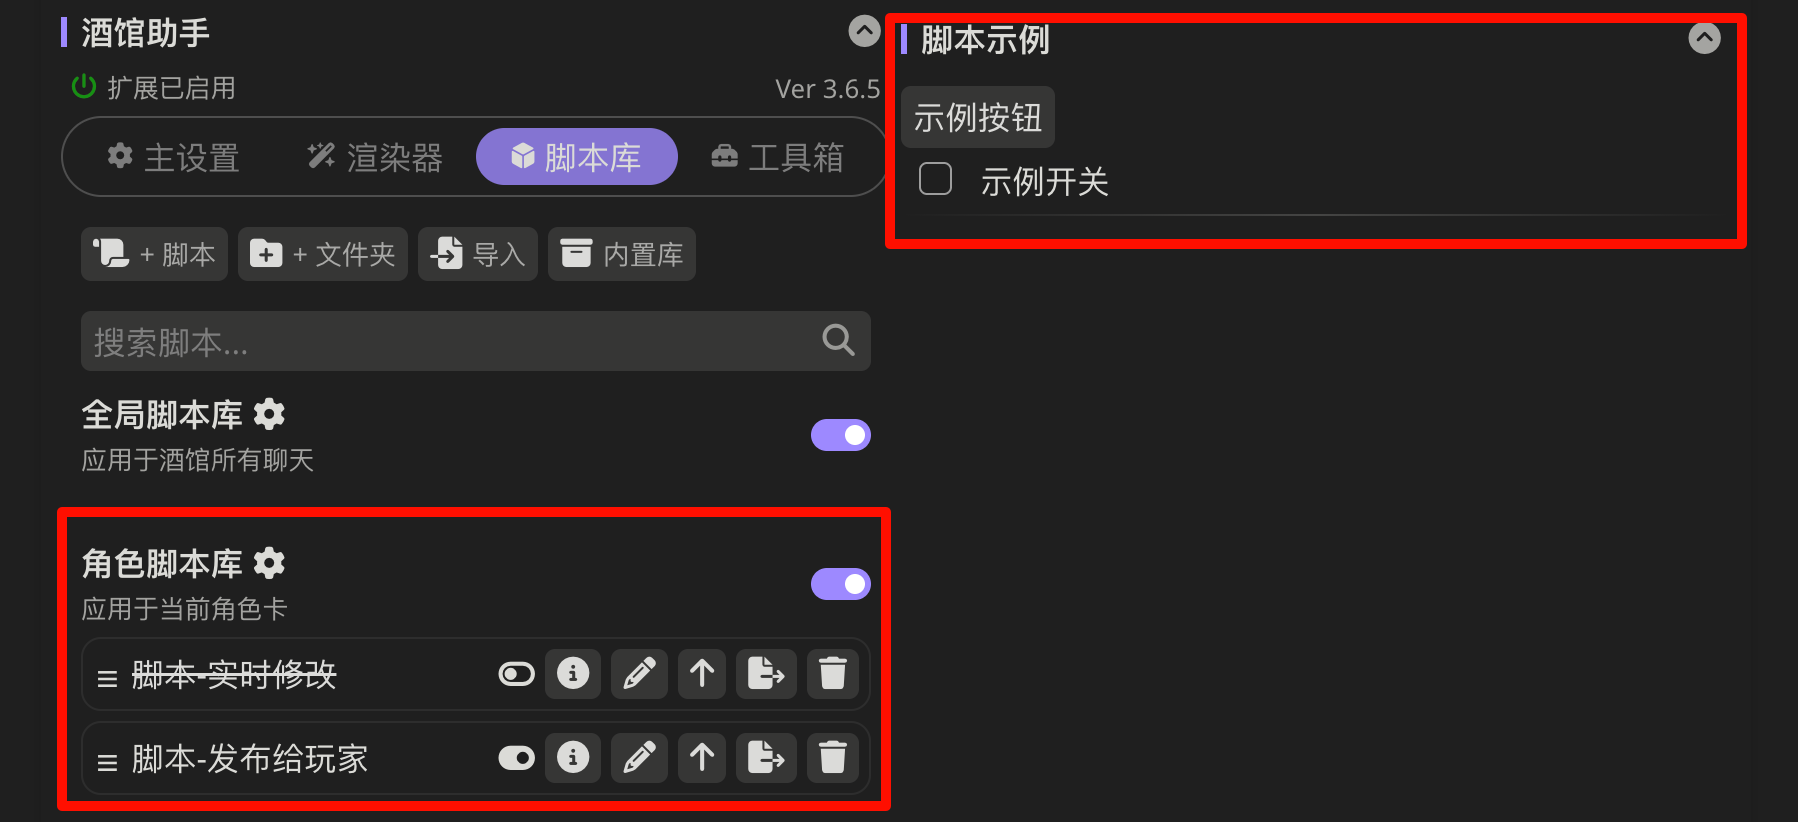 酒馆助手
扩展已启用
Ver 3.6.5
主设置
渲染器
脚本库
工具箱
+ 脚本
+ 文件夹
导入
内置库
搜索脚本...
全局脚本库
应用于酒馆所有聊天
角色脚本库
应用于当前角色卡
脚本-实时修改
脚本-发布给玩家
脚本示例
示例按钮
示例开关